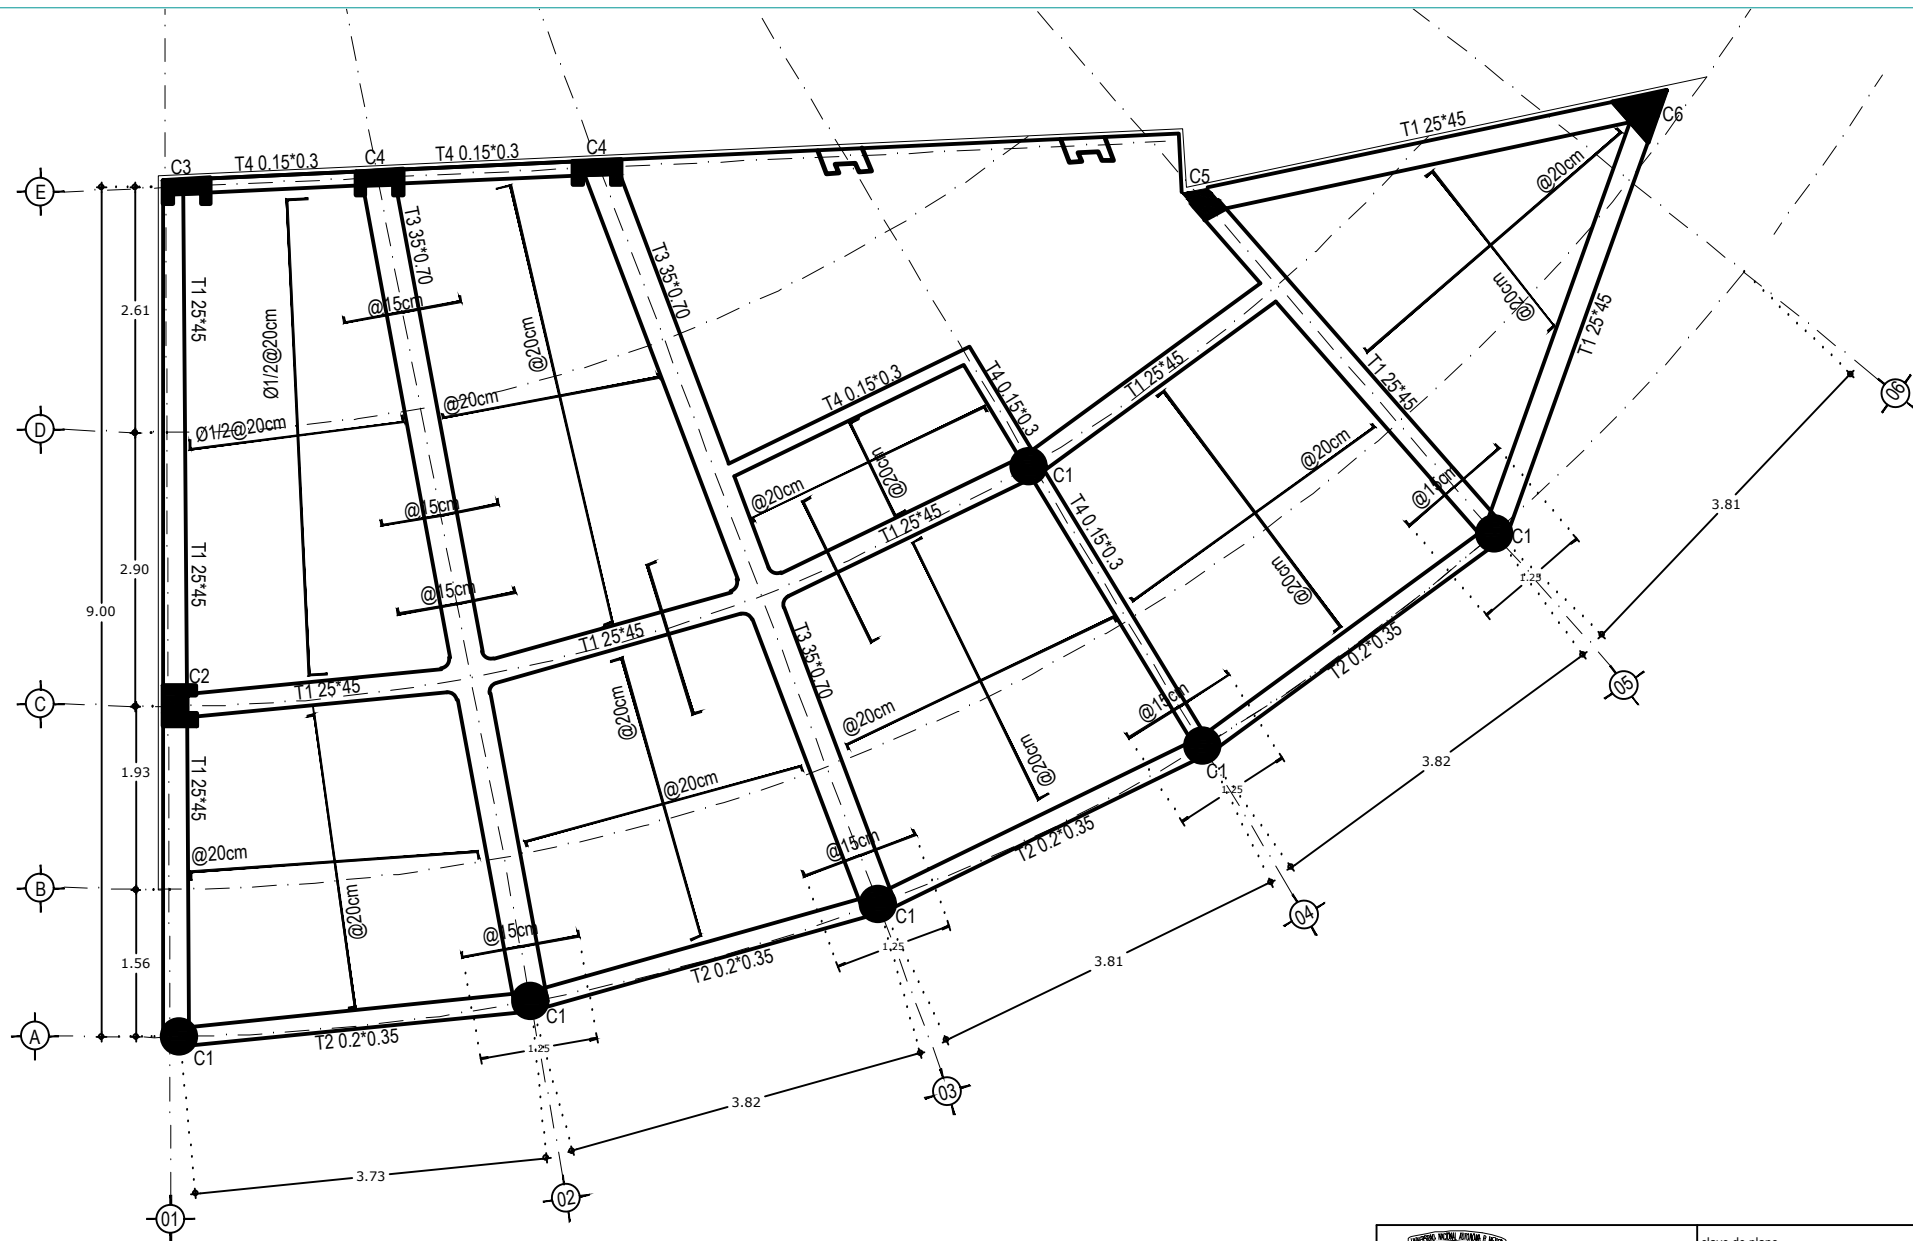 C6
T1 25*45
C4
C4
T4 0.15*0.3
T4 0.15*0.3
C3
C5
@20cm
E
T3 35*0.70
T3 35*0.70
T1 25*45
@20cm
@15cm
2.61
Ø1/2@20cm
@20cm
T1 25*45
T4 0.15*0.3
T4 0.15*0.3
T1 25*45
T1 25*45
06
@20cm
D
Ø1/2@20cm
@20cm
@20cm
C1
@20cm
@15cm
3.81
@15cm
T1 25*45
T4 0.15*0.3
C1
2.90
T1 25*45
@15cm
@20cm
1.25
9.00
T1 25*45
T3 35*0.70
T2 0.2*0.35
C2
T1 25*45
C
@20cm
@20cm
@15cm
05
@20cm
C1
3.82
1.93
T1 25*45
@20cm
1.25
@15cm
T2 0.2*0.35
@20cm
B
@20cm
C1
04
@15cm
1.25
1.56
T2 0.2*0.35
3.81
C1
A
T2 0.2*0.35
C1
1.25
03
3.82
3.73
02
01
clave de plano